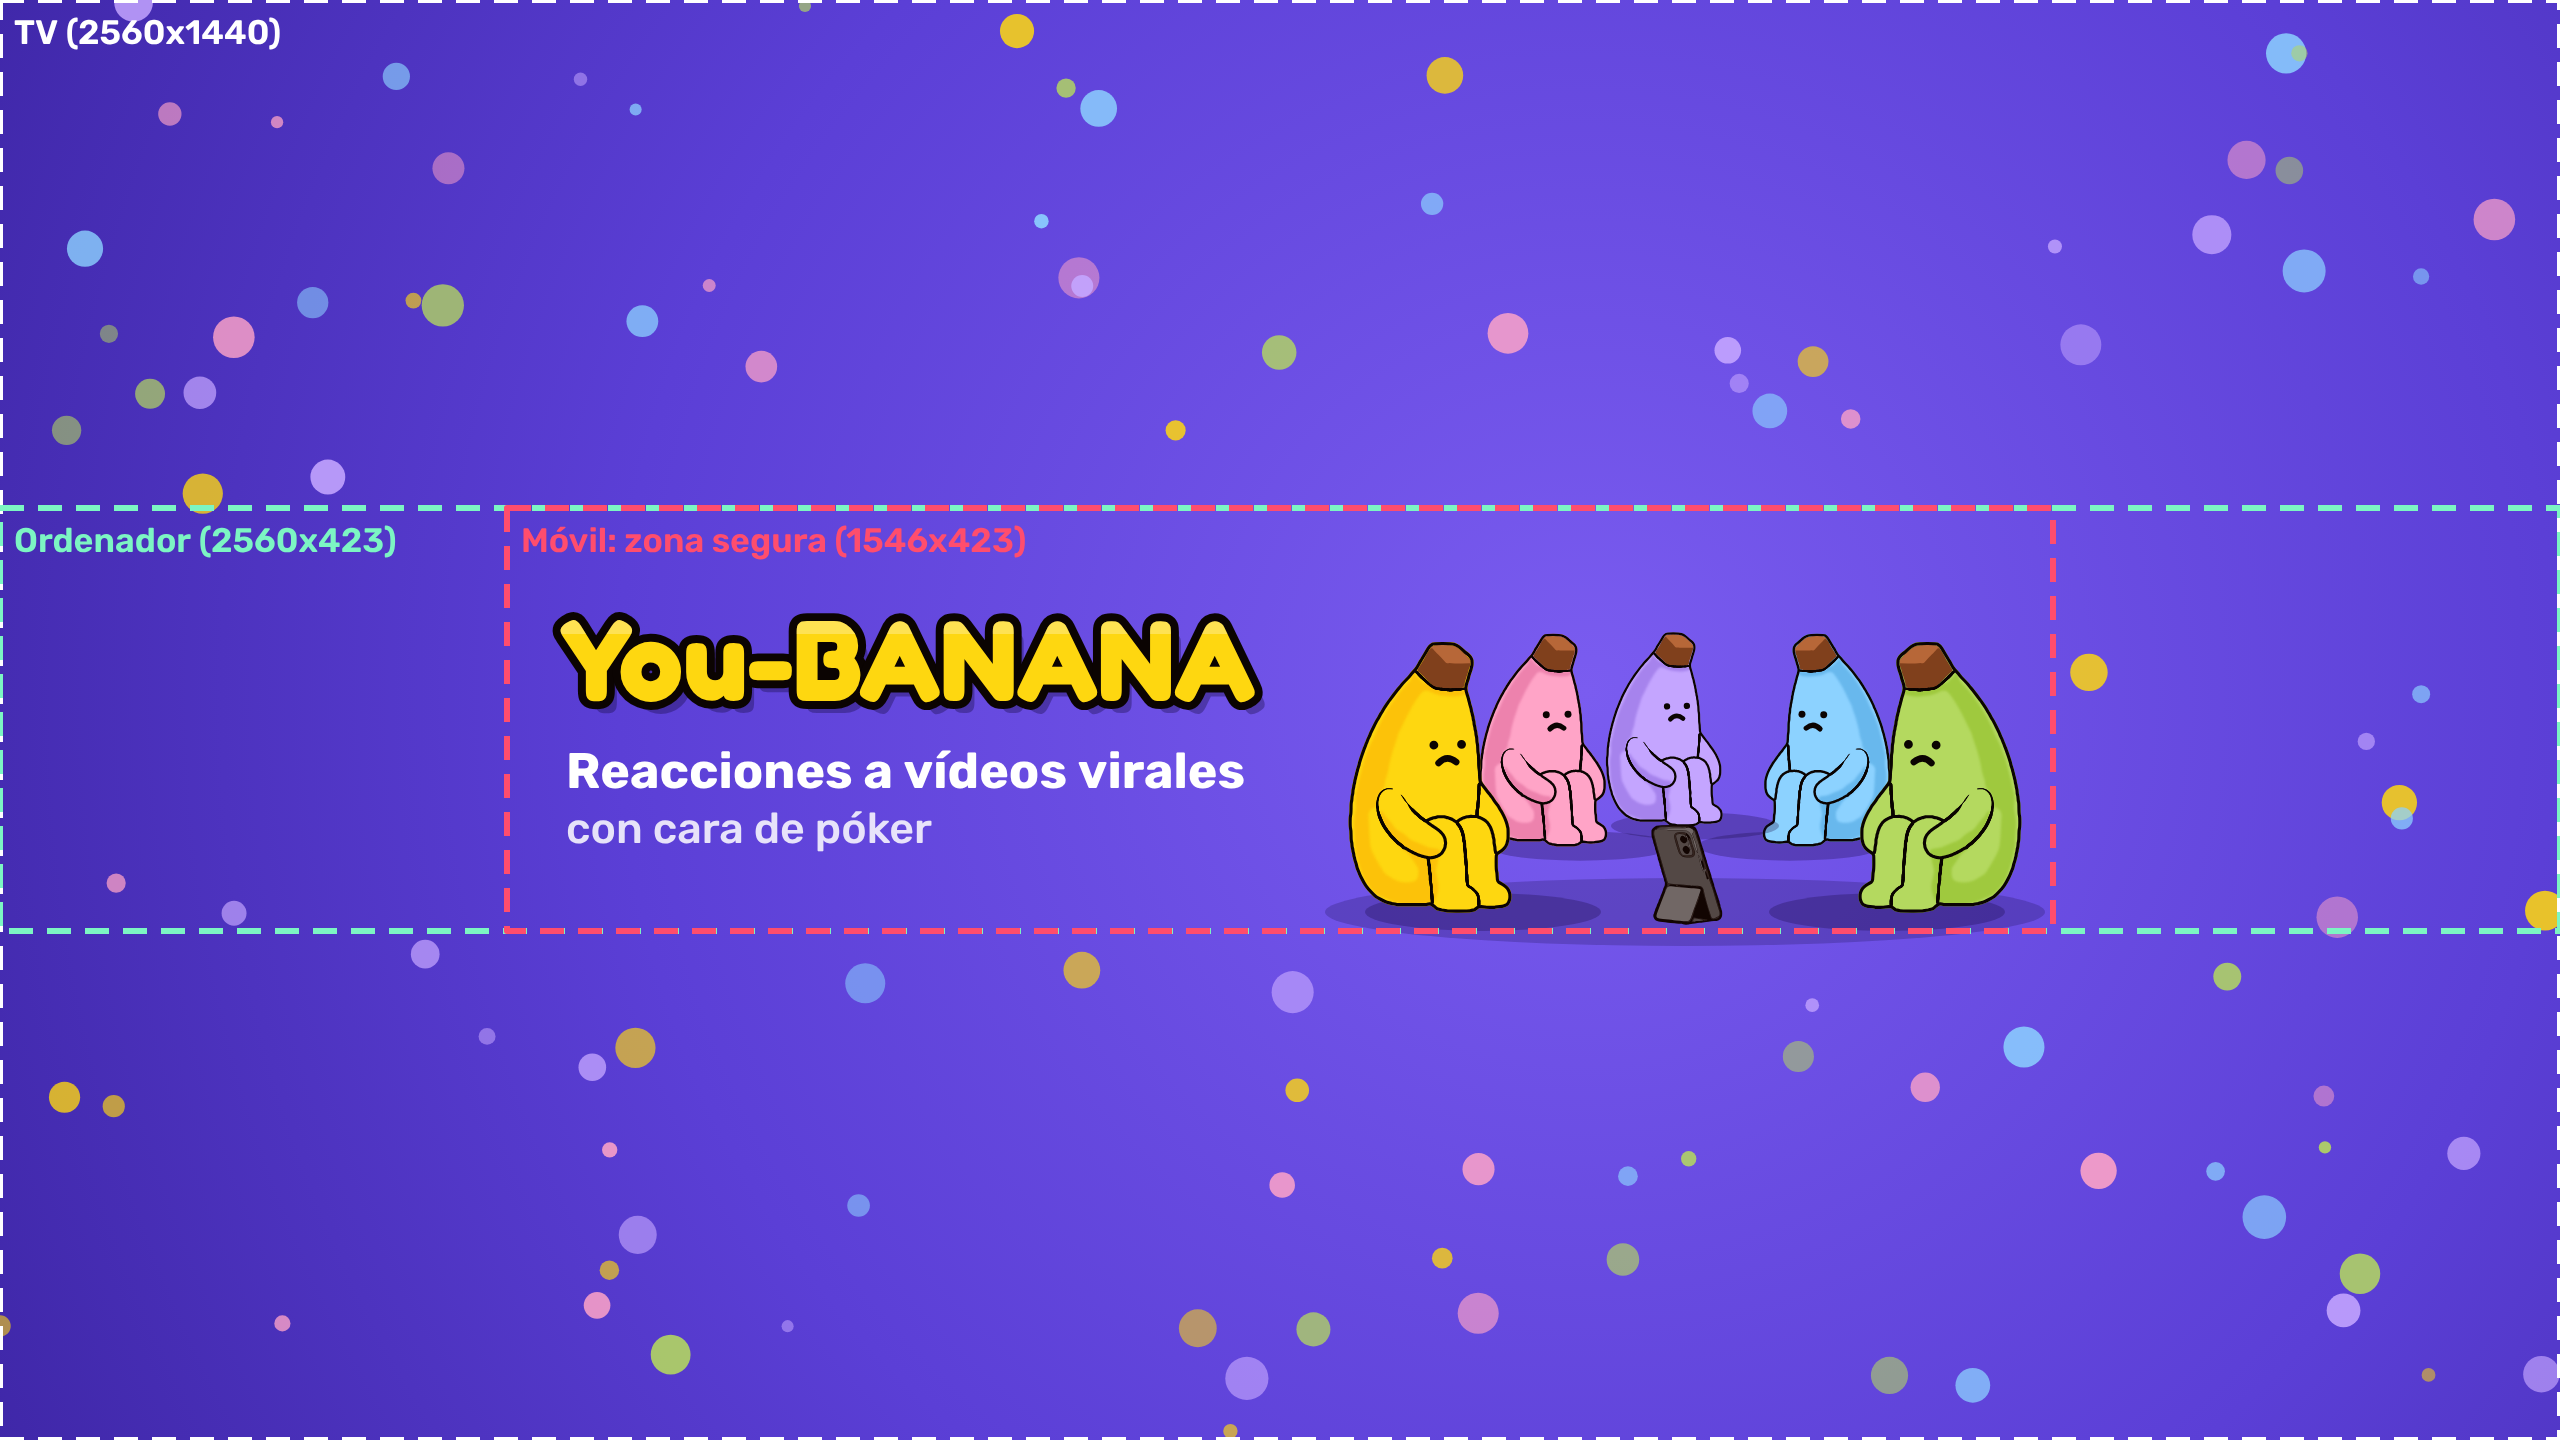 TV (2560x1440)
Ordenador (2560x423)
Móvil: zona segura (1546x423)
You-BANANA
Reacciones a vídeos virales
con cara de póker